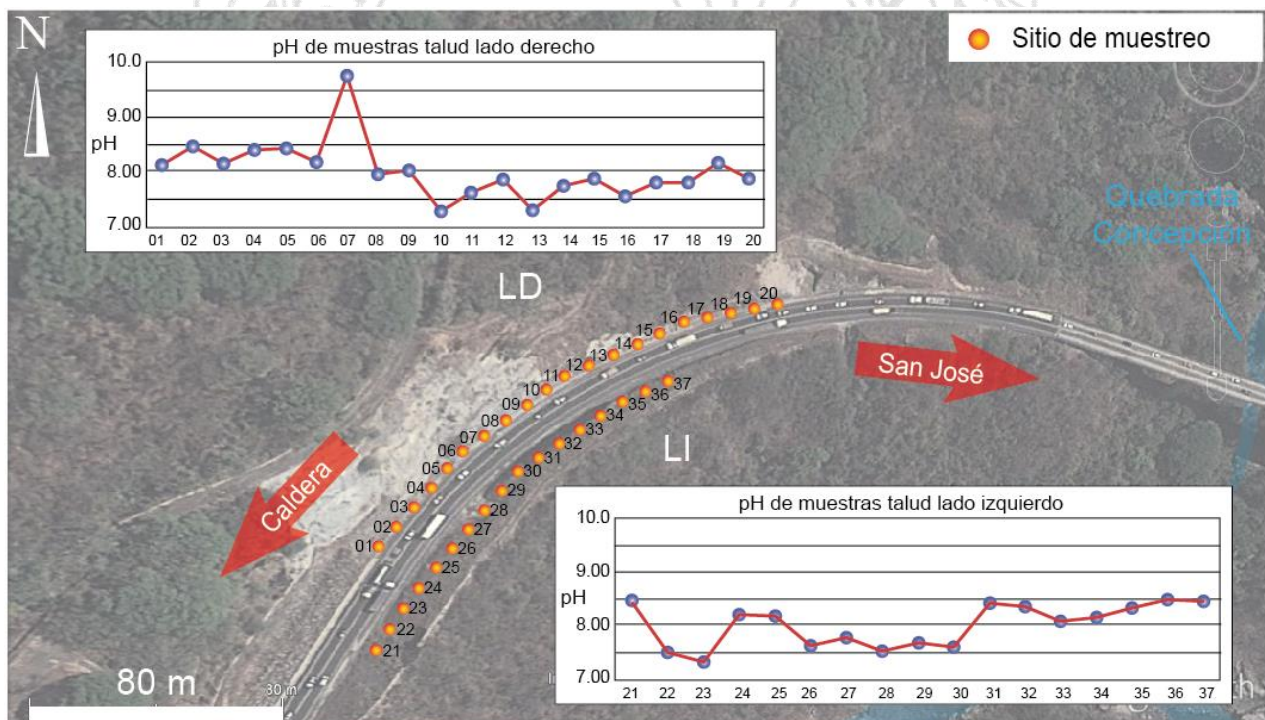 N
pH de muestras talud lado derecho
10.0
9.00
pH
8.00
7.00
01 02 03 04 05 06 07 08 09 10 11 12 13 14 15 16 17 18 19 20
Sitio de muestreo
Quebrada
Concepción
LD
20
19
18
17
16
15
14
13
12
11
10
09
08
07
06
05
04
03
02
01
San José
Caldera
LI
37
36
35
34
33
32
31
30
29
28
27
26
25
24
23
22
21
pH de muestras talud lado izquierdo
10.0
9.00
pH
8.00
7.00
21 22 23 24 25 26 27 28 29 30 31 32 33 34 35 36 37
80 m
30 m